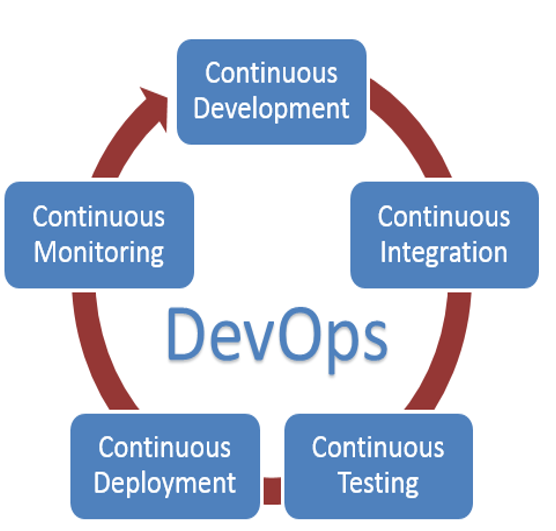 Continuous
Development
Continuous
Integration
Continuous
Testing
Continuous
Deployment
Continuous
Monitoring
DevOps